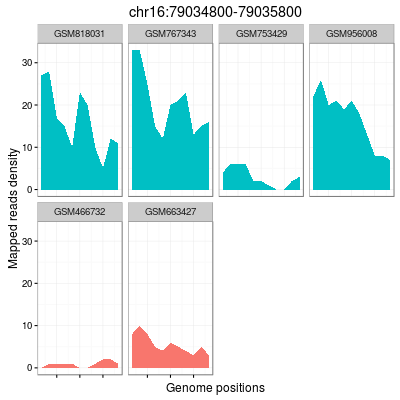 chr16:79034800-79035800
GSM818031 GSM767343 GSM753429 GSM956008
30
20
10
0
GSM466732 GSM663427
30
20
10
0
Mapped reads density
Genome positions